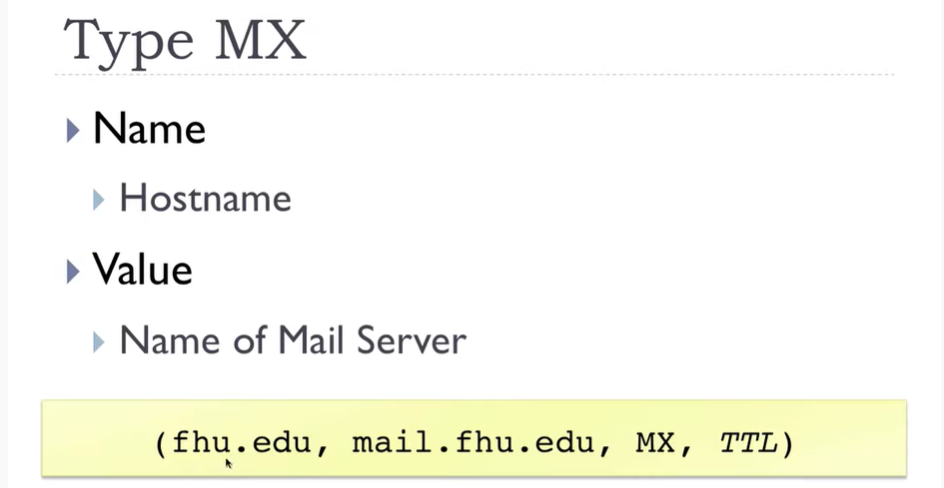 Type MX
Name
Hostname
Value
Name of Mail Server
(fhu.edu, mail.fhu.edu, MX, TTL)